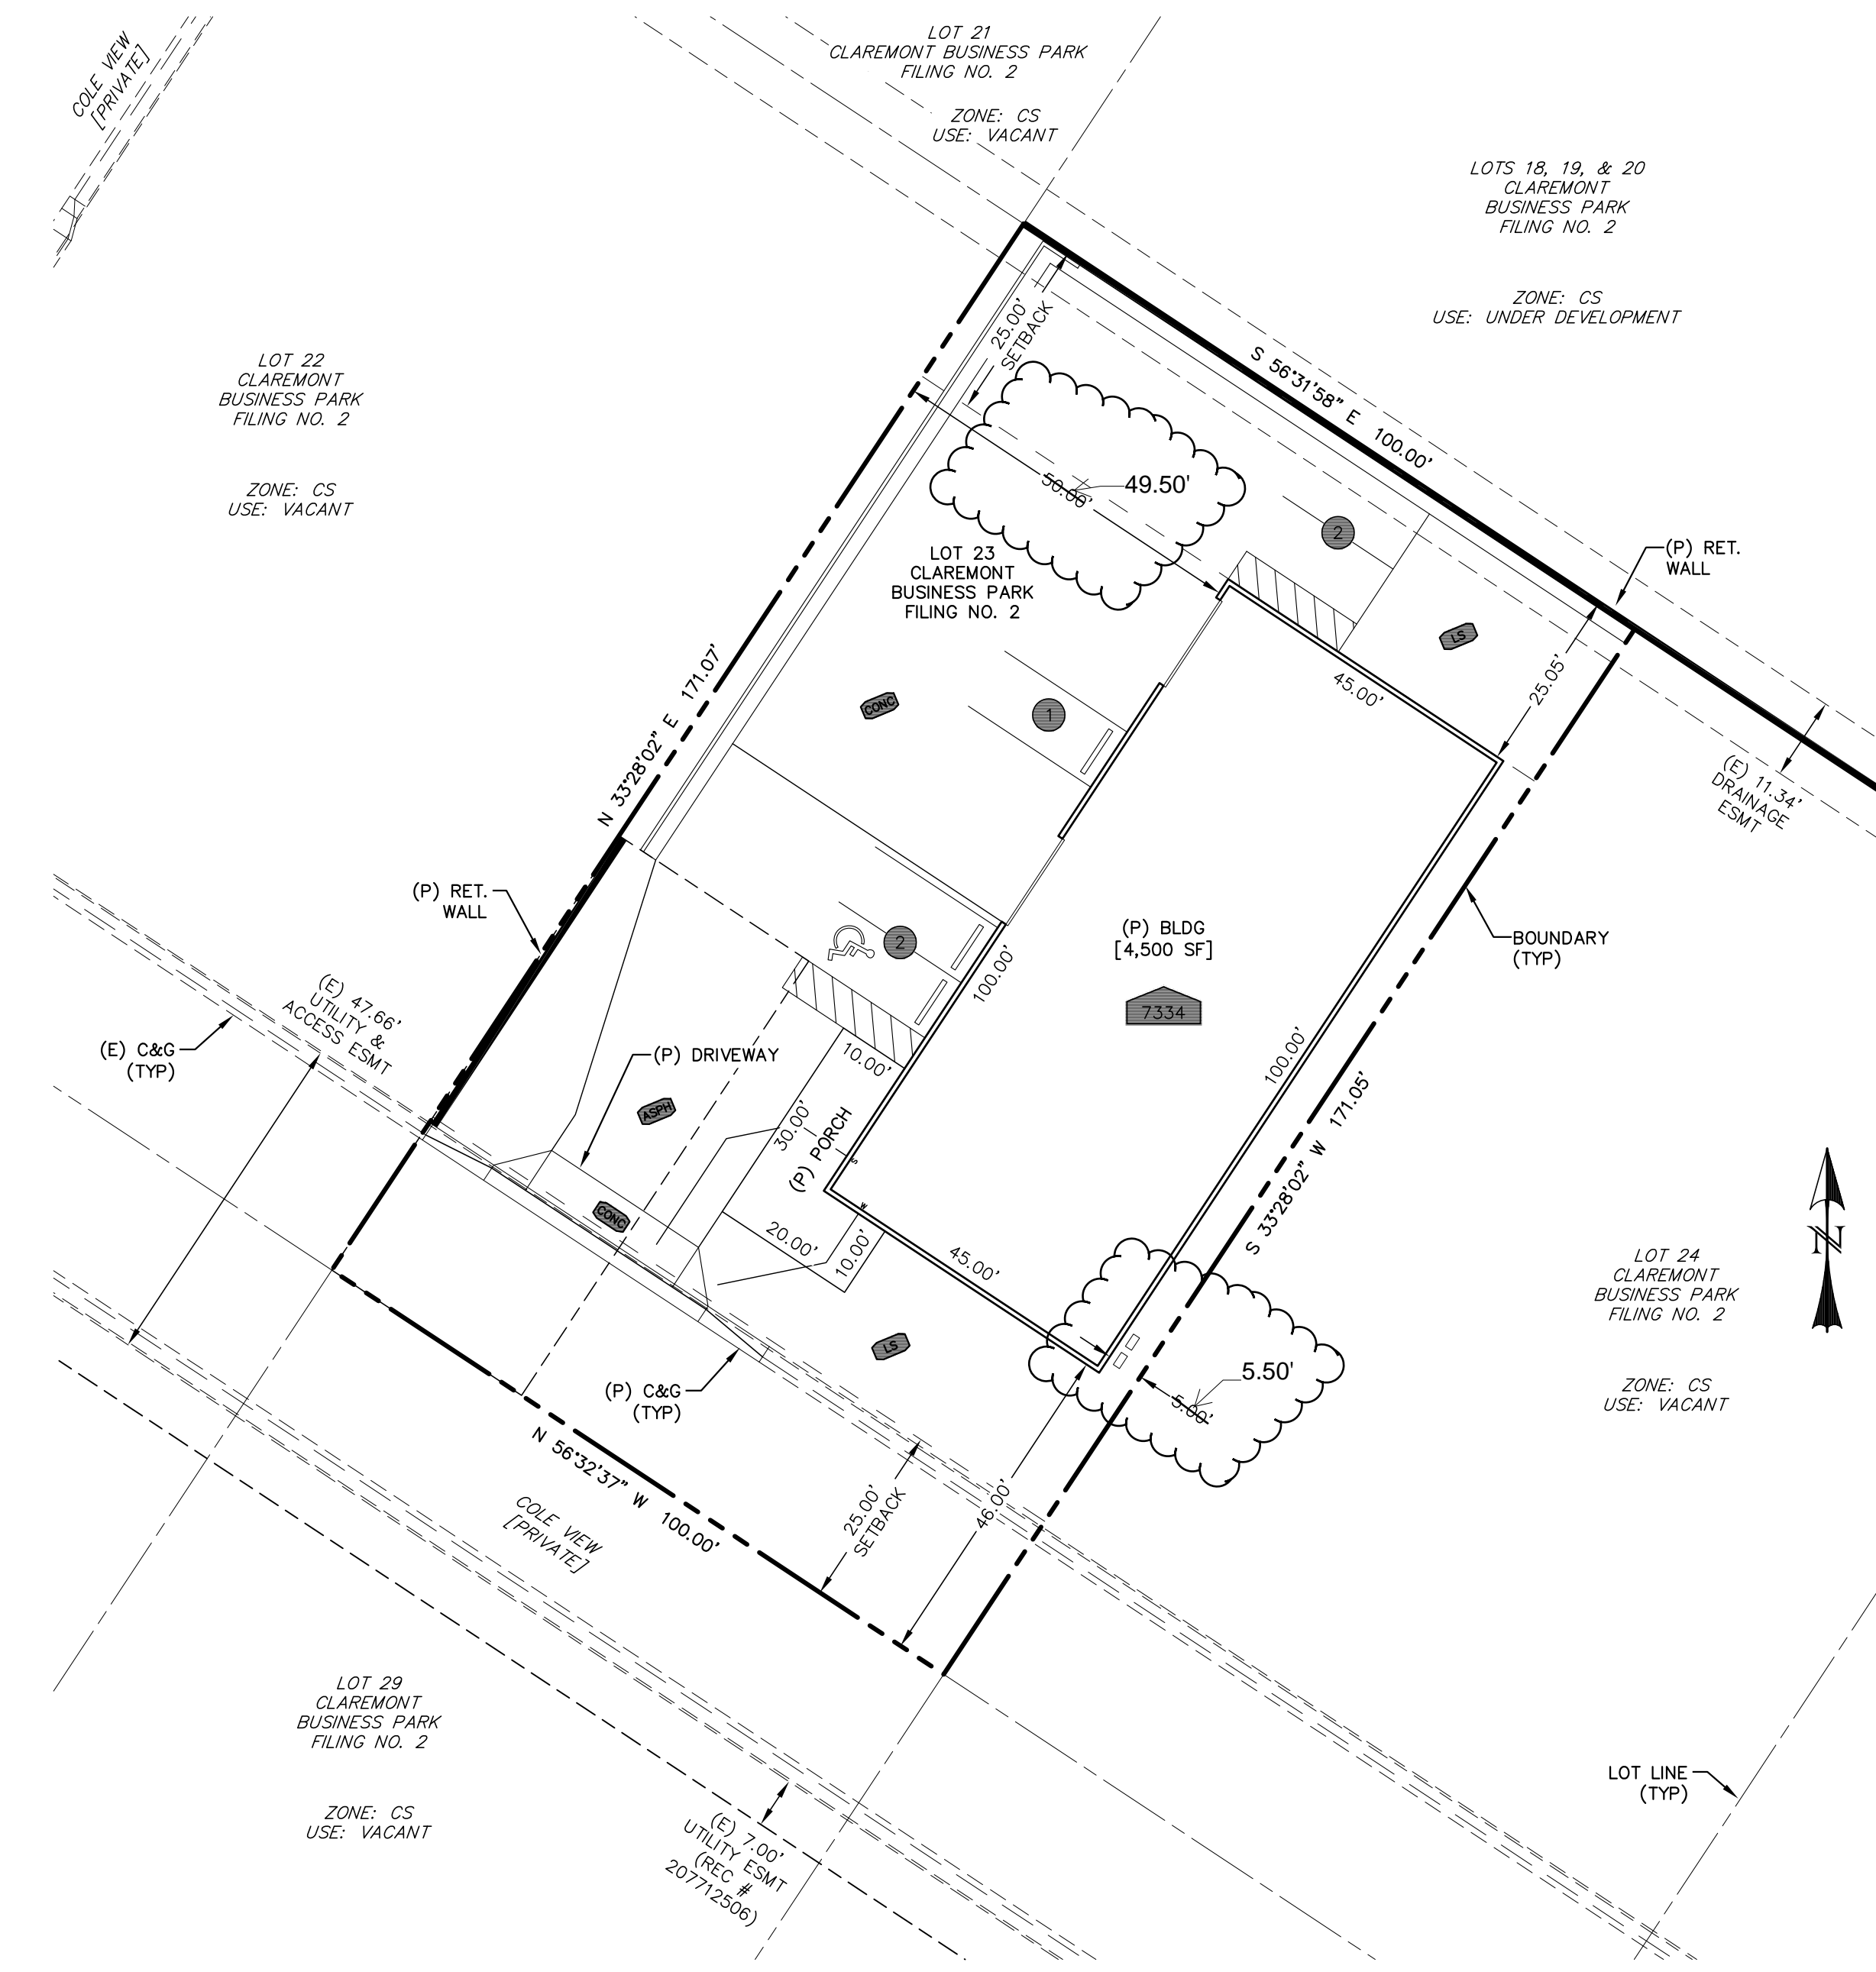 COLE VIEW
[PRIVATE]
LOT 21
CLAREMONT BUSINESS PARK
FILING NO. 2
ZONE: CS
USE: VACANT
LOTS 18, 19, & 20
CLAREMONT
BUSINESS PARK
FILING NO. 2
ZONE: CS
USE: UNDER DEVELOPMENT
LOT 22
CLAREMONT
BUSINESS PARK
FILING NO. 2
ZONE: CS
USE: VACANT
25.00'
SETBACK
S 56°31'58" E 100.00'
50.00'
49.50'
2
(P) RET.
WALL
LOT 23
CLAREMONT
BUSINESS PARK
FILING NO. 2
LS
45.00'
25.05'
N 33°28'02" E 171.07'
CONC
1
(E) 11.34'
DRAINAGE
ESMT
(P) RET.
WALL
2
100.00'
(P) BLDG
[4,500 SF]
7334
BOUNDARY
(TYP)
(E) 47.66'
UTILITY &
ACCESS ESMT
(E) C&G
(TYP)
(P) DRIVEWAY
10.00'
100.00'
ASPH
30.00'
(P) PORCH
S
W
S 33°28'02" W 171.05'
CONC
20.00'
10.00'
45.00'
N
LOT 24
CLAREMONT
BUSINESS PARK
FILING NO. 2
ZONE: CS
USE: VACANT
LS
5.50'
5.00'
(P) C&G
(TYP)
N 56°32'37" W 100.00'
COLE VIEW
[PRIVATE]
25.00'
SETBACK
46.00'
LOT 29
CLAREMONT
BUSINESS PARK
FILING NO. 2
ZONE: CS
USE: VACANT
(E) 7.00'
UTILITY ESMT
(REC #
207712506)
LOT LINE
(TYP)